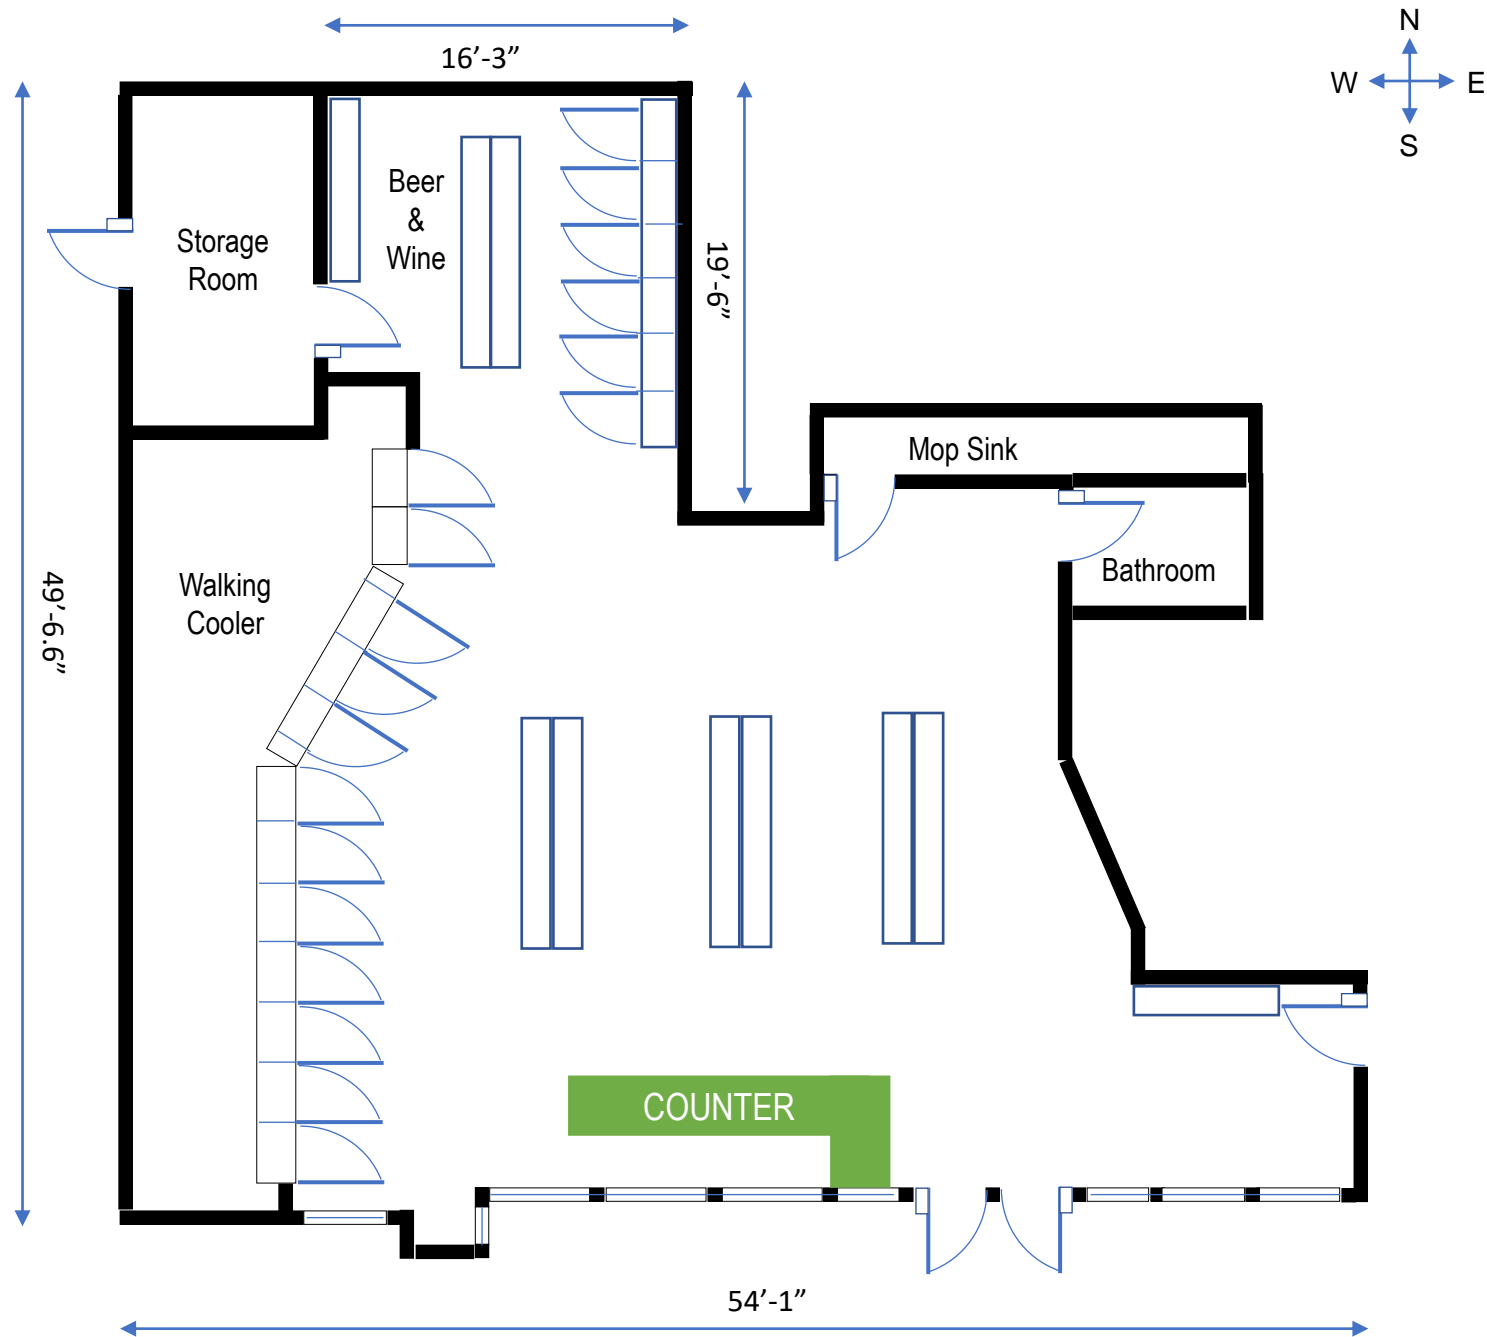 16’-3”
N
W
E
S
Beer
&
Wine
Storage
Room
19’-6”
Mop Sink
Bathroom
Walking
Cooler
49’-6.6”
COUNTER
54’-1”